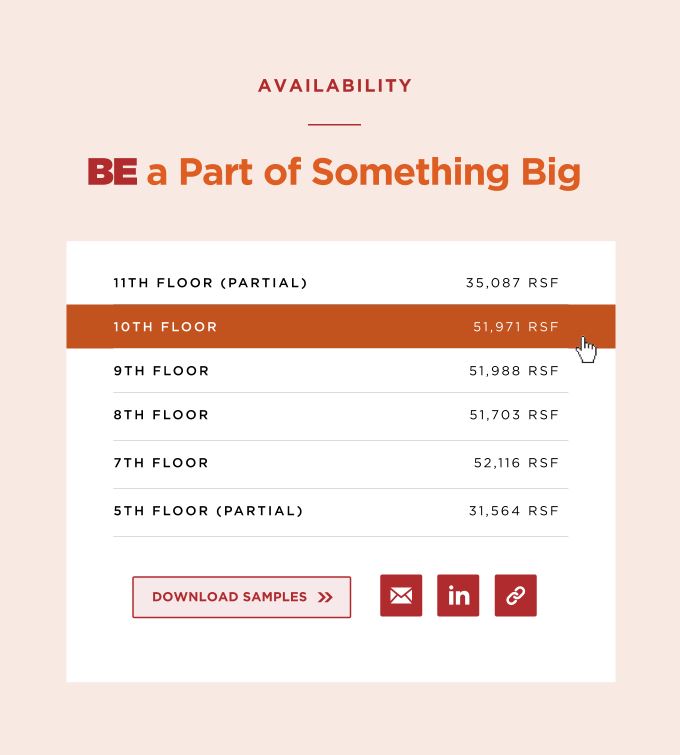 AVAILABILITY
BE a Part of Something Big
11TH FLOOR (PARTIAL) 35,087 RSF
10TH FLOOR 51,971 RSF
9TH FLOOR 51,988 RSF
8TH FLOOR 51,703 RSF
7TH FLOOR 52,116 RSF
5TH FLOOR (PARTIAL) 31,564 RSF
DOWNLOAD SAMPLES »
in